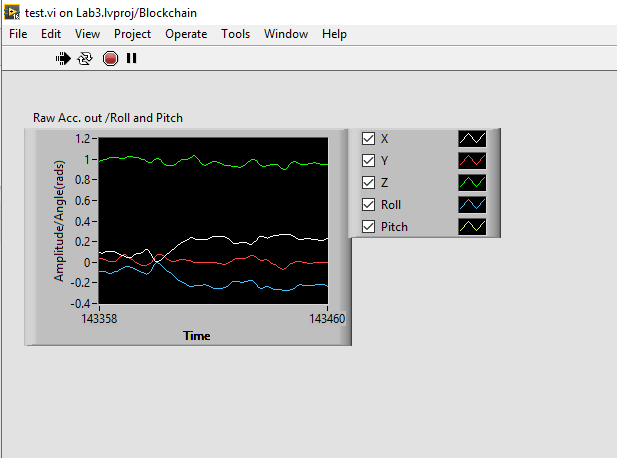 test.vi on Lab3.lvproj/Blockchain
File Edit View Project Operate Tools Window Help
Raw Acc. out /Roll and Pitch
Amplitude/Angle(rads)
1.2
1
0.8
0.6
0.4
0.2
0
-0.2
-0.4
143358
143460
Time
X
Y
Z
Roll
Pitch